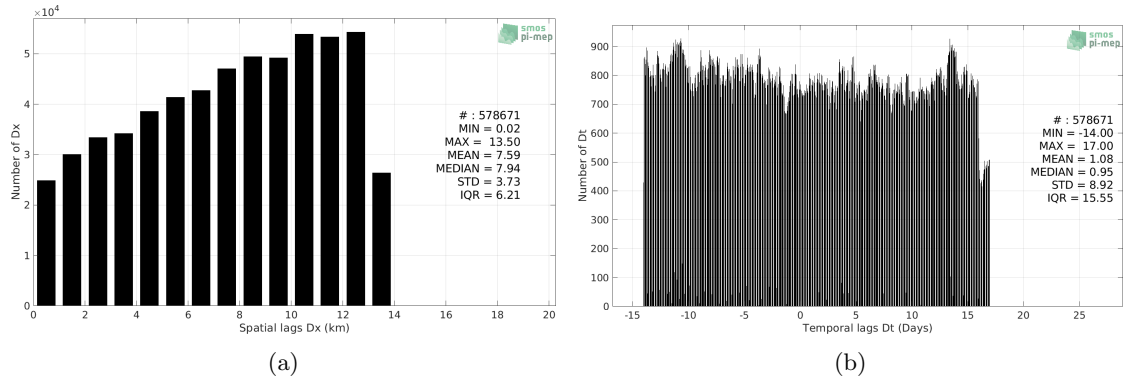 ×10^4
5
4
3
2
1
0
Number of Dx
0 2 4 6 8 10 12 14 16 18 20
Spatial lags Dx (km)
smos
pi-mep
# : 578671
MIN = 0.02
MAX = 13.50
MEAN = 7.59
MEDIAN = 7.94
STD = 3.73
IQR = 6.21
(a)
900
800
700
600
500
400
300
200
100
0
Number of Dt
-15 -10 -5 0 5 10 15 20 25
Temporal lags Dt (Days)
smos
pi-mep
# : 578671
MIN = -14.00
MAX = 17.00
MEAN = 1.08
MEDIAN = 0.95
STD = 8.92
IQR = 15.55
(b)